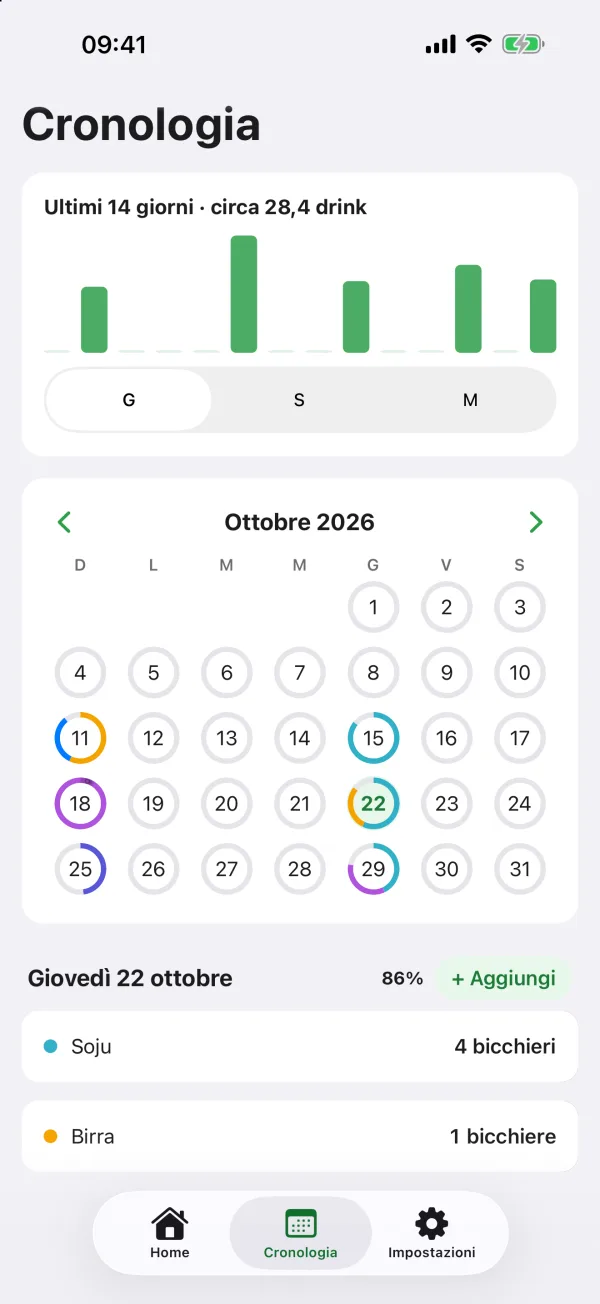 09:41
Cronologia
Ultimi 14 giorni · circa 28,4 drink
G S M
Ottobre 2026
D L M M G V S
1 2 3
4 5 6 7 8 9 10
11 12 13 14 15 16 17
18 19 20 21 22 23 24
25 26 27 28 29 30 31
Giovedì 22 ottobre 86% + Aggiungi
Soju 4 bicchieri
Birra 1 bicchiere
Home Cronologia Impostazioni